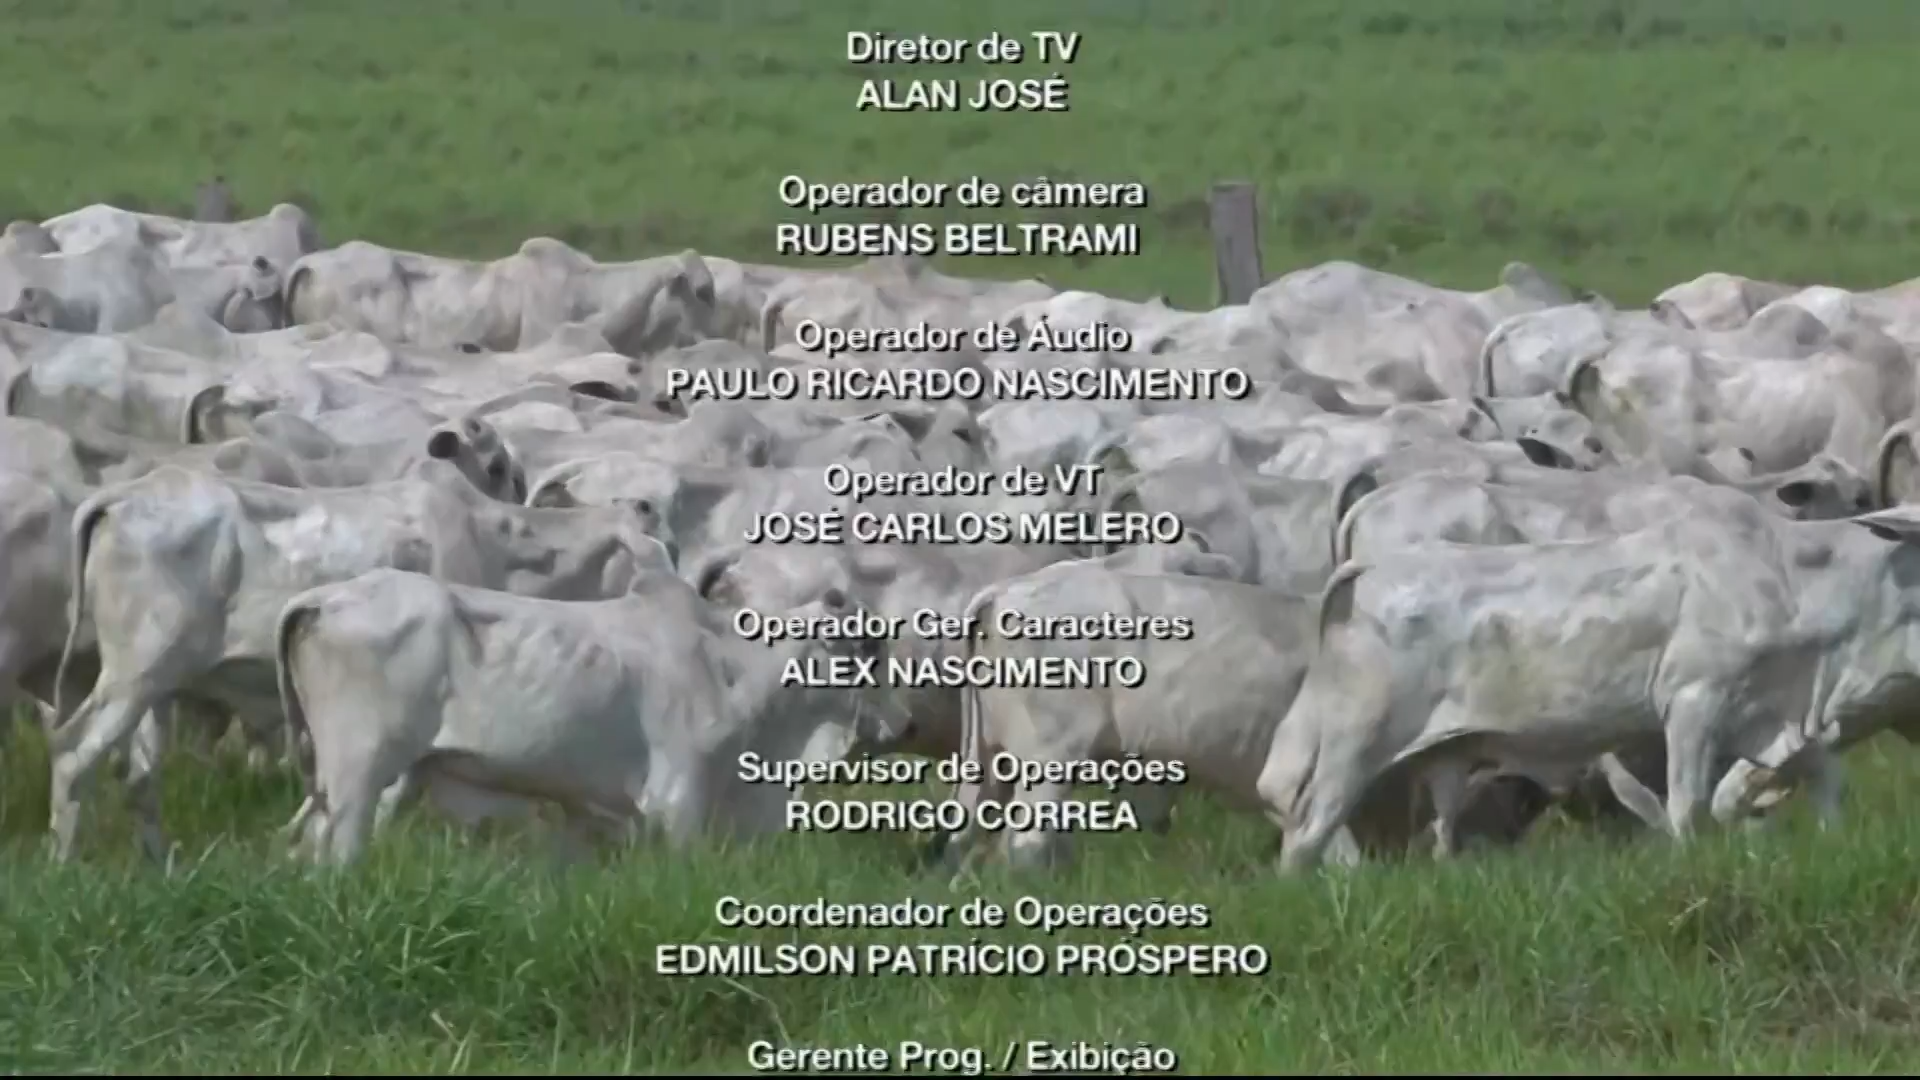 Diretor de TV
ALAN JOSÉ
Operador de câmera
RUBENS BELTRAMI
Operador de Áudio
PAULO RICARDO NASCIMENTO
Operador de VT
JOSÉ CARLOS MELERO
Operador Ger. Caracteres
ALEX NASCIMENTO
Supervisor de Operações
RODRIGO CORREA
Coordenador de Operações
EDMILSON PATRÍCIO PRÓSPERO
Gerente Prog. / Exibição